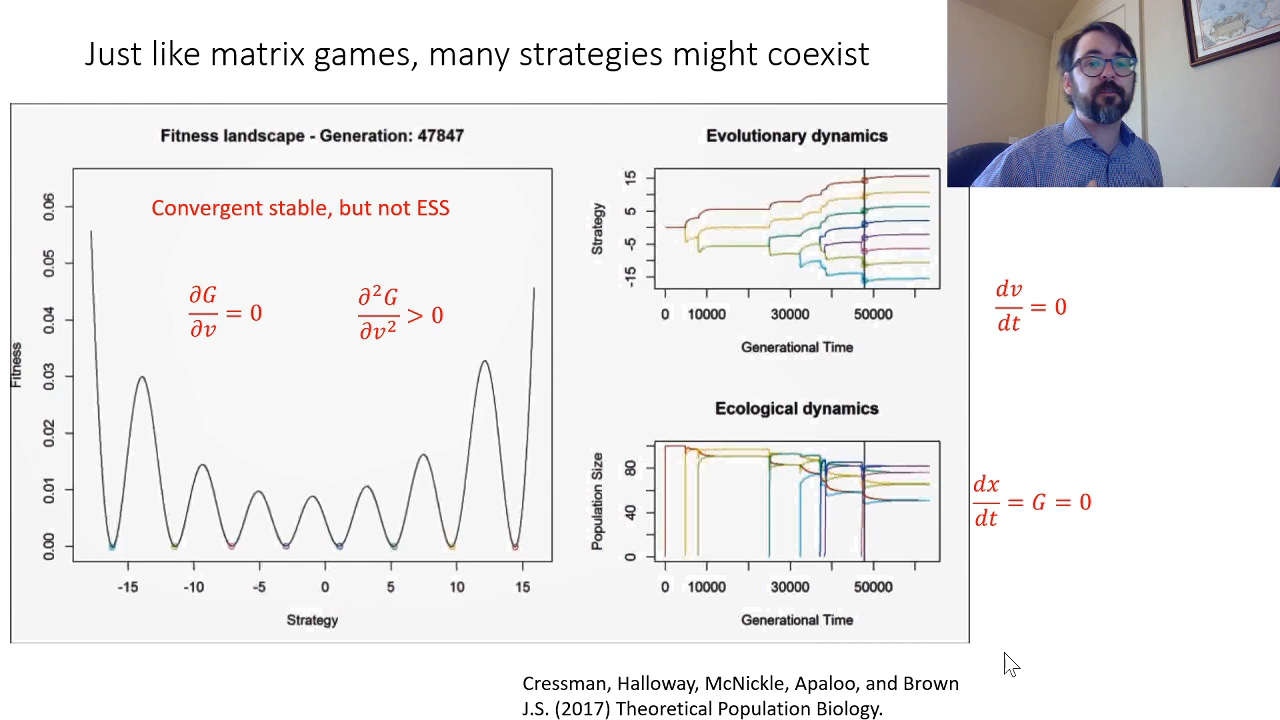 Just like matrix games, many strategies might coexist
Fitness landscape - Generation: 47847
Convergent stable, but not ESS
∂G/∂v = 0
∂²G/∂v² > 0
Fitness
0.06
0.05
0.04
0.03
0.02
0.01
0.00
-15 -10 -5 0 5 10 15
Strategy
Evolutionary dynamics
Strategy
15
5
-5
-15
0 10000 30000 50000
Generational Time
dv/dt = 0
Ecological dynamics
Population Size
80
40
0
0 10000 30000 50000
Generational Time
dx/dt = G = 0
Cressman, Halloway, McNickle, Apaloo, and Brown
J.S. (2017) Theoretical Population Biology.